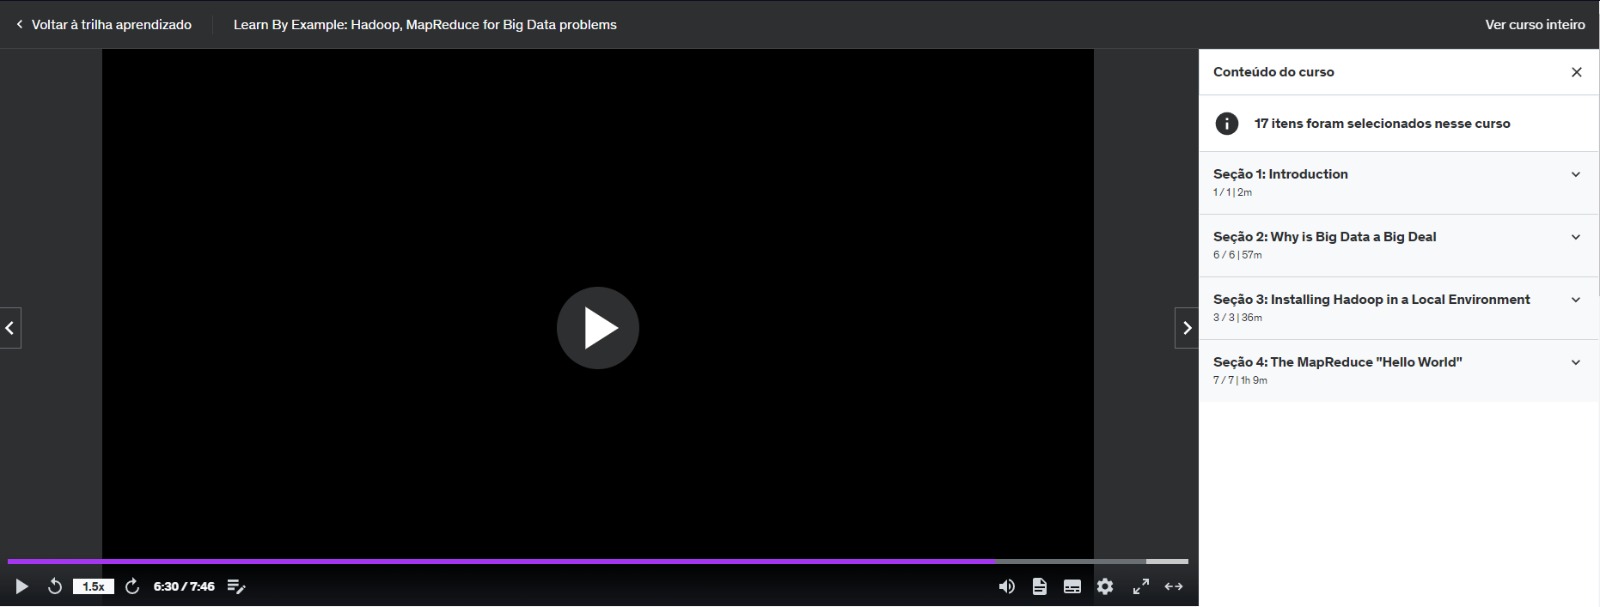 Voltar à trilha aprendizado
Learn By Example: Hadoop, MapReduce for Big Data problems
Ver curso inteiro
Conteúdo do curso
17 itens foram selecionados nesse curso
Seção 1: Introduction
1 / 1 | 2m
Seção 2: Why is Big Data a Big Deal
6 / 6 | 57m
Seção 3: Installing Hadoop in a Local Environment
3 / 3 | 36m
Seção 4: The MapReduce "Hello World"
7 / 7 | 1h 9m
1.5x
6:30 / 7:46